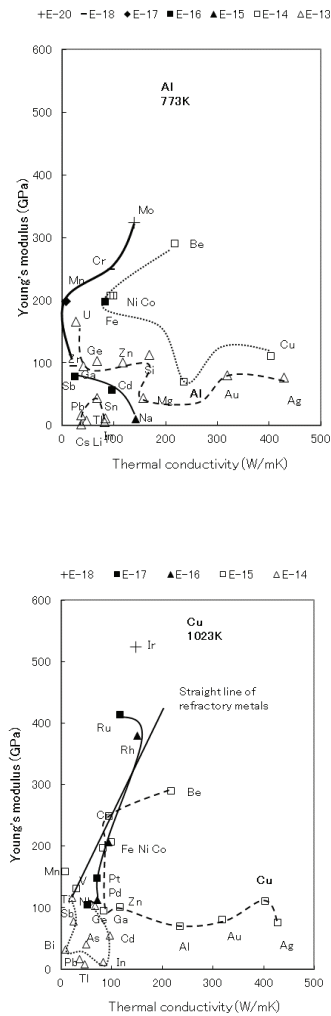 +E-20 –E-18 ◆E-17 ■E-16 ▲E-15 □E-14 △E-13
600
Al
773K
500
400
Mo
300
Be
Cr
Mn
200
Ni Co
U
Fe
Cu
Ge
Zn
100
Ga
Si
Sb
Cd
Al
Pb
Sn
Mg
Au
Ag
Tl
Na
0
Cs Li
In
0 100 200 300 400 500
Young's modulus (GPa)
Thermal conductivity (W/mK)
+E-18 ■E-17 ▲E-16 □E-15 △E-14
600
Cu
1023K
Ir
500
Straight line of
refractory metals
400
Ru
Rh
300
Be
Cr
200
Fe Ni Co
Mn
Pt
V
Pd
Cu
100
Nb
Zn
Sb
Ge
Ga
As
Cd
Bi
Al
Au
Ag
Pb
In
Tl
0
0 100 200 300 400 500
Young's modulus (GPa)
Thermal conductivity (W/mK)